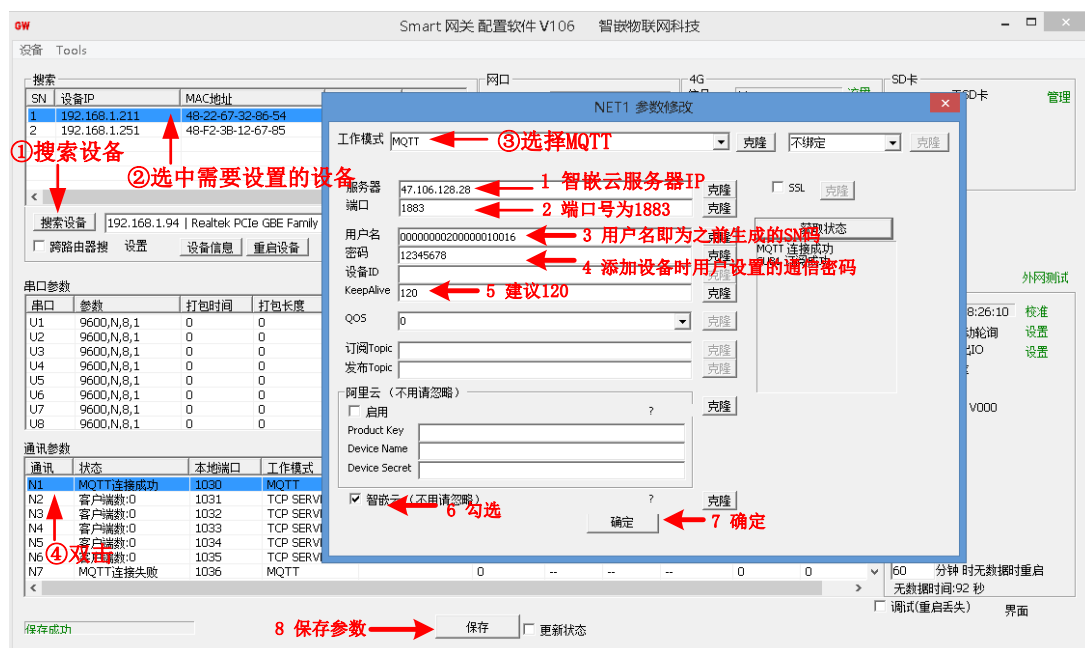 GW Smart 网关 配置软件 V106 智嵌物联网科技
设备 Tools
搜索 网口 4G SD卡
SN 设备IP MAC地址 管理
1 192.168.1.211 48-22-67-32-86-54
2 192.168.1.251 48-F2-3B-12-67-85
①搜索设备
②选中需要设置的设备
搜索设备 192.168.1.94 | Realtek PCIe GBE Family
跨路由器搜 设置 设备信息 重启设备
串口参数
串口 参数 打包时间 打包长度
U1 9600,N,8,1 0 0
U2 9600,N,8,1 0 0
U3 9600,N,8,1 0 0
U4 9600,N,8,1 0 0
U5 9600,N,8,1 0 0
U6 9600,N,8,1 0 0
U7 9600,N,8,1 0 0
U8 9600,N,8,1 0 0
通讯参数
通讯 状态 本地端口 工作模式
N1 MQTT连接成功 1030 MQTT
N2 客户端数:0 1031 TCP SERV
N3 客户端数:0 1032 TCP SERV
N4 客户端数:0 1033 TCP SERV
N5 客户端数:0 1034 TCP SERV
N6 1035 TCP SERV
④双击
N7 MQTT连接失败 1036 MQTT 0 -- -- -- 0 0
NET1 参数修改
工作模式 MQTT ③选择MQTT 克隆 不绑定 克隆
服务器 47.106.128.28 1 智嵌云服务器IP 克隆 SSL 克隆
端口 1883 2 端口号为1883 克隆
用户名 00000000200000010016 3 用户名即为之前生成的SN码 克隆 获取状态
密码 12345678 4 添加设备时用户设置的通信密码 克隆 MQTT 连接成功
设备ID 克隆
KeepAlive 120 5 建议120 克隆
QOS 0 克隆
订阅Topic 克隆
发布Topic 克隆
阿里云 (不用请忽略)
启用 ? 克隆
Product Key
Device Name
Device Secret
智嵌云 (不用请忽略) ? 克隆
6 勾选
确定 7 确定
外网测试
8:26:10 校准
动轮询 设置
IO 设置
V000
60 分钟 时无数据时重启
无数据时间:92 秒
调试(重启丢失) 界面
保存成功 8 保存参数 保存 更新状态